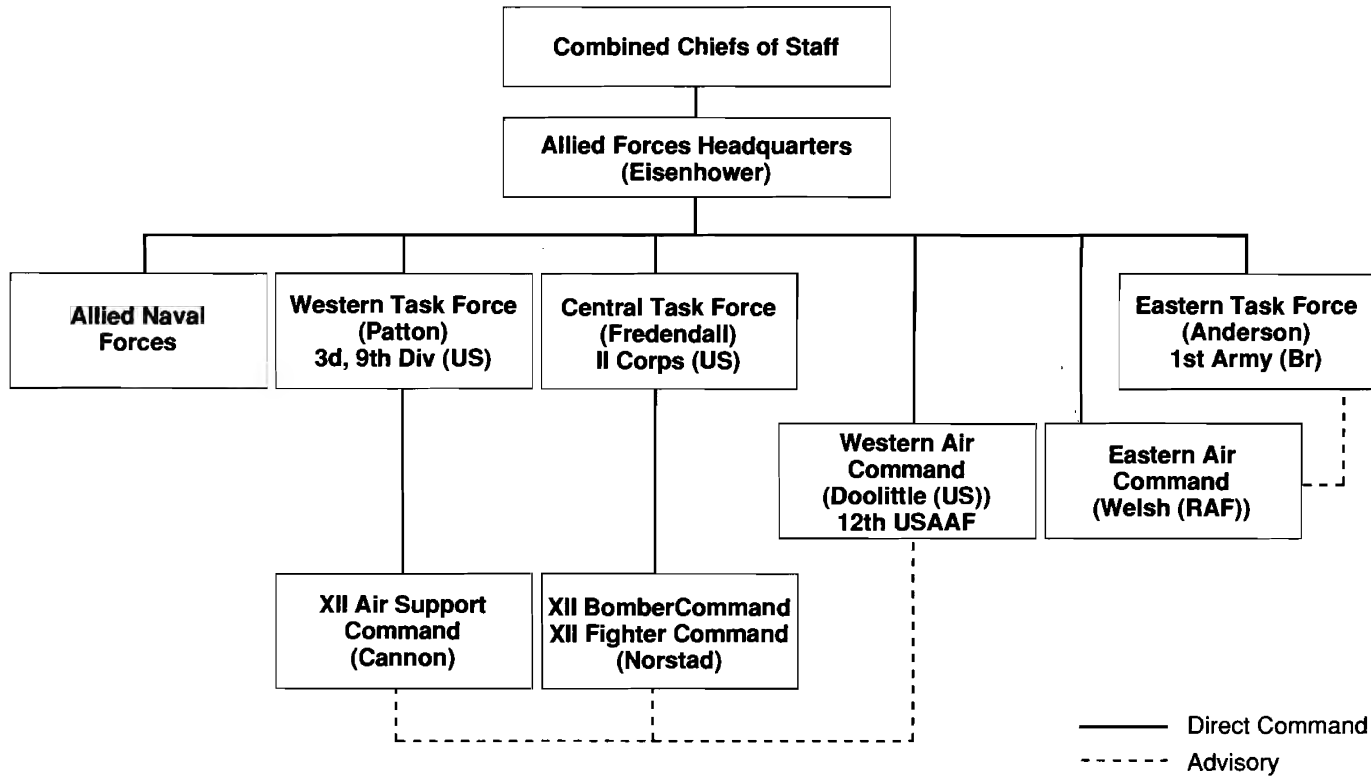 Combined Chiefs of Staff
Allied Forces Headquarters
(Eisenhower)
Allied Naval
Forces
Western Task Force
(Patton)
3d, 9th Div (US)
Central Task Force
(Fredendall)
II Corps (US)
Eastern Task Force
(Anderson)
1st Army (Br)
Western Air
Command
(Doolittle (US))
12th USAAF
Eastern Air
Command
(Welsh (RAF))
XII Air Support
Command
(Cannon)
XII BomberCommand
XII Fighter Command
(Norstad)
Direct Command
Advisory